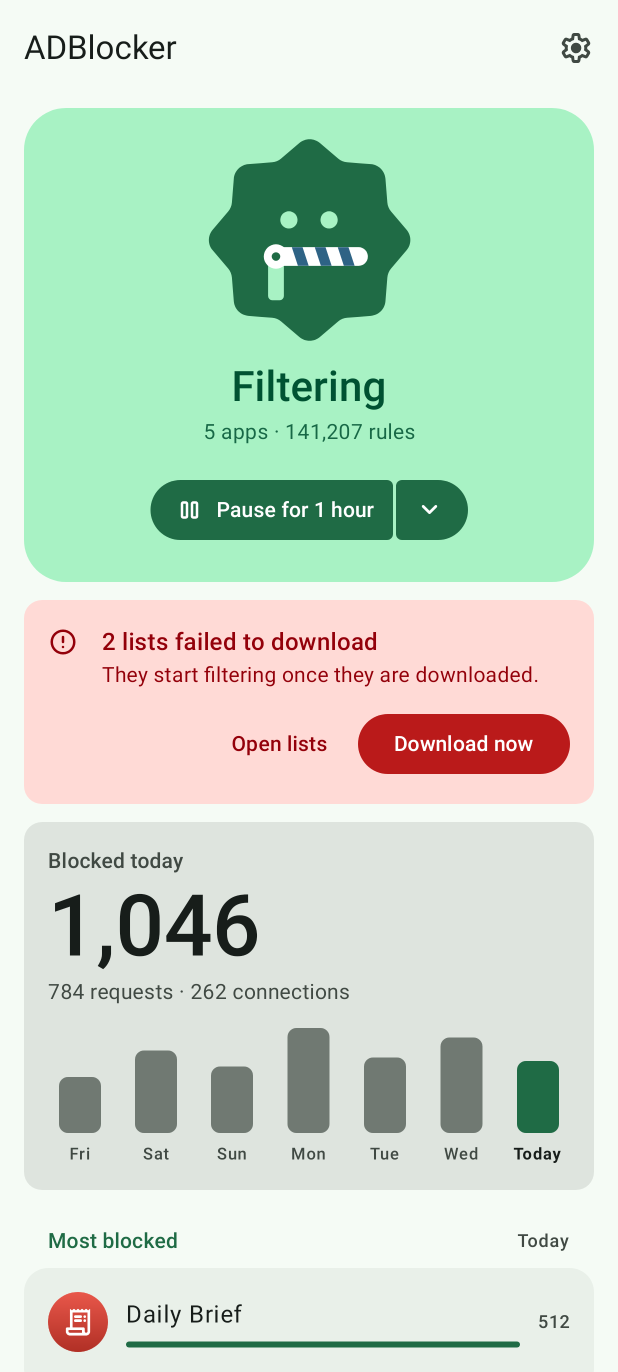 ADBlocker
Filtering
5 apps · 141,207 rules
Pause for 1 hour
2 lists failed to download
They start filtering once they are downloaded.
Open lists
Download now
Blocked today
1,046
784 requests · 262 connections
Fri Sat Sun Mon Tue Wed Today
Most blocked
Today
Daily Brief
512